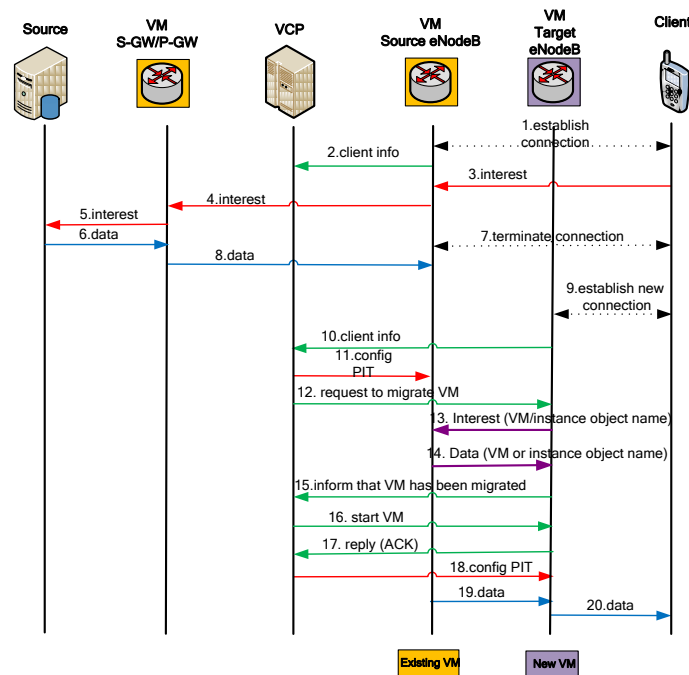 Source
VM
S-GW/P-GW
VCP
VM
Source eNodeB
VM
Target
eNodeB
Client
1.establish
connection
2.client info
3.interest
4.interest
5.interest
6.data
7.terminate connection
8.data
9.establish new
connection
10.client info
11.config
PIT
12. request to migrate VM
13. Interest (VM/instance object name)
14. Data (VM or instance object name)
15.inform that VM has been migrated
16. start VM
17. reply (ACK)
18.config PIT
19.data
20.data
Existing VM
New VM